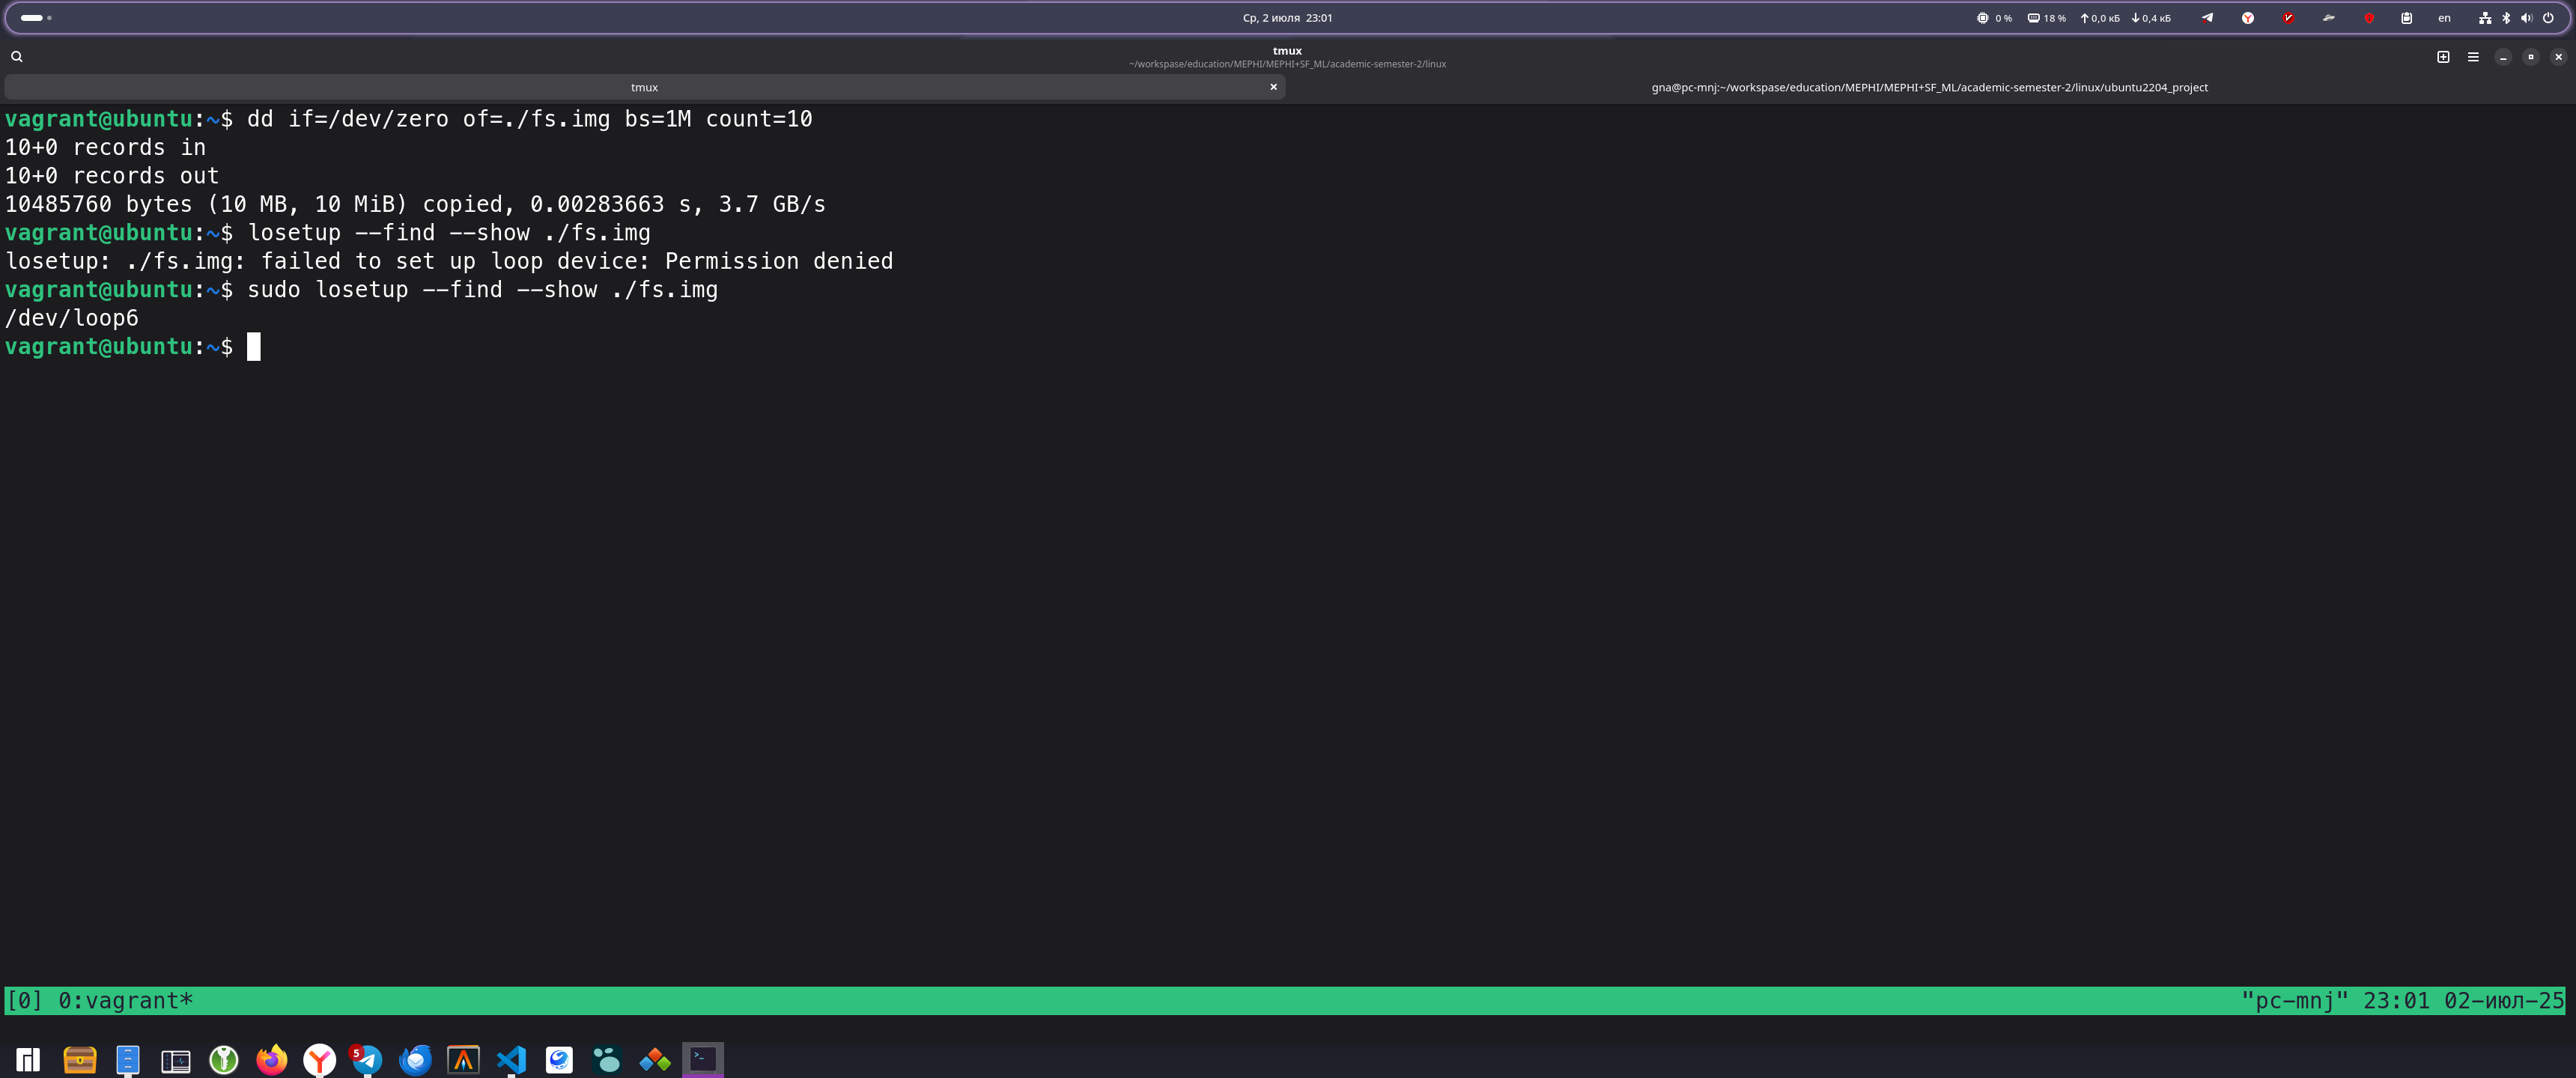 Ср, 2 июля 23:01
0 % 18 % 0,0 кБ 0,4 кБ en
tmux
~/workspase/education/MEPHI/MEPHI+SF_ML/academic-semester-2/linux
tmux
gna@pc-mnj:~/workspase/education/MEPHI/MEPHI+SF_ML/academic-semester-2/linux/ubuntu2204_project
vagrant@ubuntu:~$ dd if=/dev/zero of=./fs.img bs=1M count=10
10+0 records in
10+0 records out
10485760 bytes (10 MB, 10 MiB) copied, 0.00283663 s, 3.7 GB/s
vagrant@ubuntu:~$ losetup --find --show ./fs.img
losetup: ./fs.img: failed to set up loop device: Permission denied
vagrant@ubuntu:~$ sudo losetup --find --show ./fs.img
/dev/loop6
vagrant@ubuntu:~$
[0] 0:vagrant* "pc-mnj" 23:01 02-июл-25
5